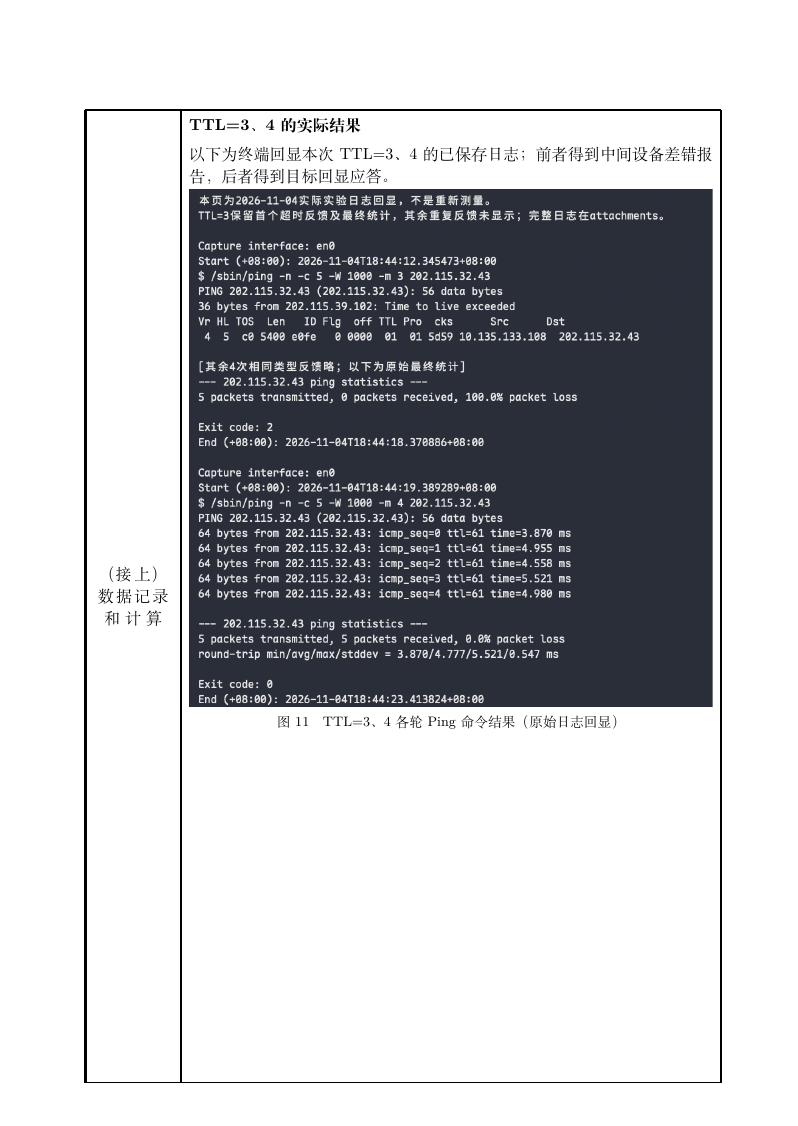 TTL=3、4 的实际结果
以下为终端回显本次 TTL=3、4 的已保存日志；前者得到中间设备差错报
告，后者得到目标回显应答。
本页为2026-11-04实际实验日志回显，不是重新测量。
TTL=3保留首个超时反馈及最终统计，其余重复反馈未显示；完整日志在attachments。
Capture interface: en0
Start (+08:00): 2026-11-04T18:44:12.345473+08:00
$ /sbin/ping -n -c 5 -W 1000 -m 3 202.115.32.43
PING 202.115.32.43 (202.115.32.43): 56 data bytes
36 bytes from 202.115.39.102: Time to live exceeded
Vr HL TOS  Len   ID Flg  off TTL Pro  cks      Src      Dst
 4  5  c0 5400 e0fe   0 0000  01  01 5d59 10.135.133.108  202.115.32.43
[其余4次相同类型反馈略；以下为原始最终统计]
--- 202.115.32.43 ping statistics ---
5 packets transmitted, 0 packets received, 100.0% packet loss
Exit code: 2
End (+08:00): 2026-11-04T18:44:18.370886+08:00
Capture interface: en0
Start (+08:00): 2026-11-04T18:44:19.389289+08:00
$ /sbin/ping -n -c 5 -W 1000 -m 4 202.115.32.43
PING 202.115.32.43 (202.115.32.43): 56 data bytes
64 bytes from 202.115.32.43: icmp_seq=0 ttl=61 time=3.870 ms
64 bytes from 202.115.32.43: icmp_seq=1 ttl=61 time=4.955 ms
64 bytes from 202.115.32.43: icmp_seq=2 ttl=61 time=4.558 ms
64 bytes from 202.115.32.43: icmp_seq=3 ttl=61 time=5.521 ms
64 bytes from 202.115.32.43: icmp_seq=4 ttl=61 time=4.980 ms
--- 202.115.32.43 ping statistics ---
5 packets transmitted, 5 packets received, 0.0% packet loss
round-trip min/avg/max/stddev = 3.870/4.777/5.521/0.547 ms
Exit code: 0
End (+08:00): 2026-11-04T18:44:23.413824+08:00
图 11 TTL=3、4 各轮 Ping 命令结果（原始日志回显）
（接上）
数据记录
和 计 算